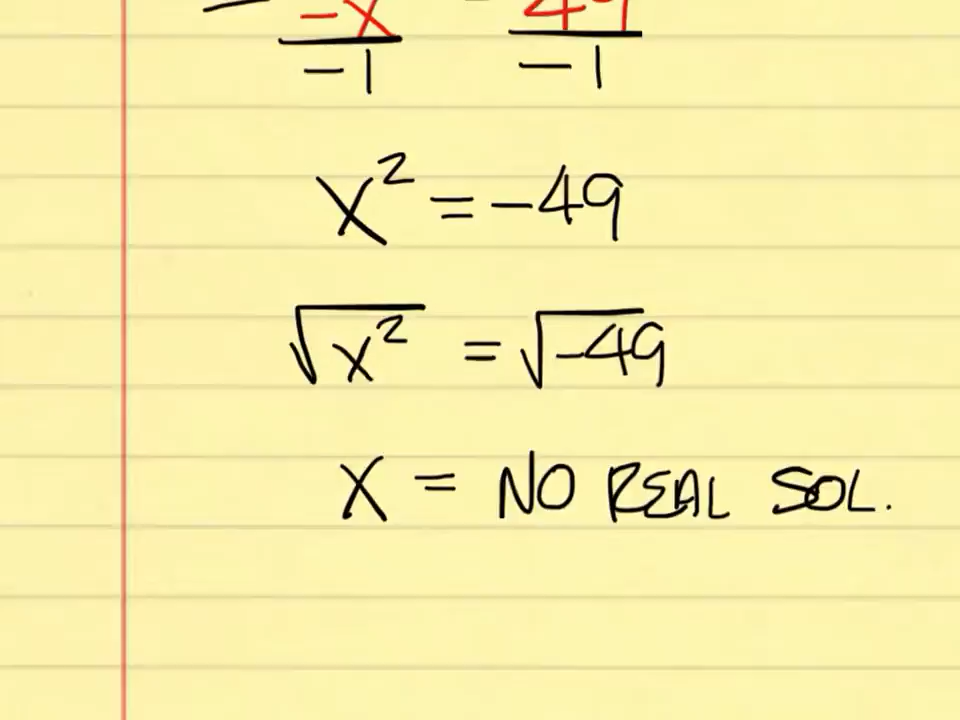 -x 49
-1 -1
x² = -49
√x² = √-49
X = NO REAL SOL.